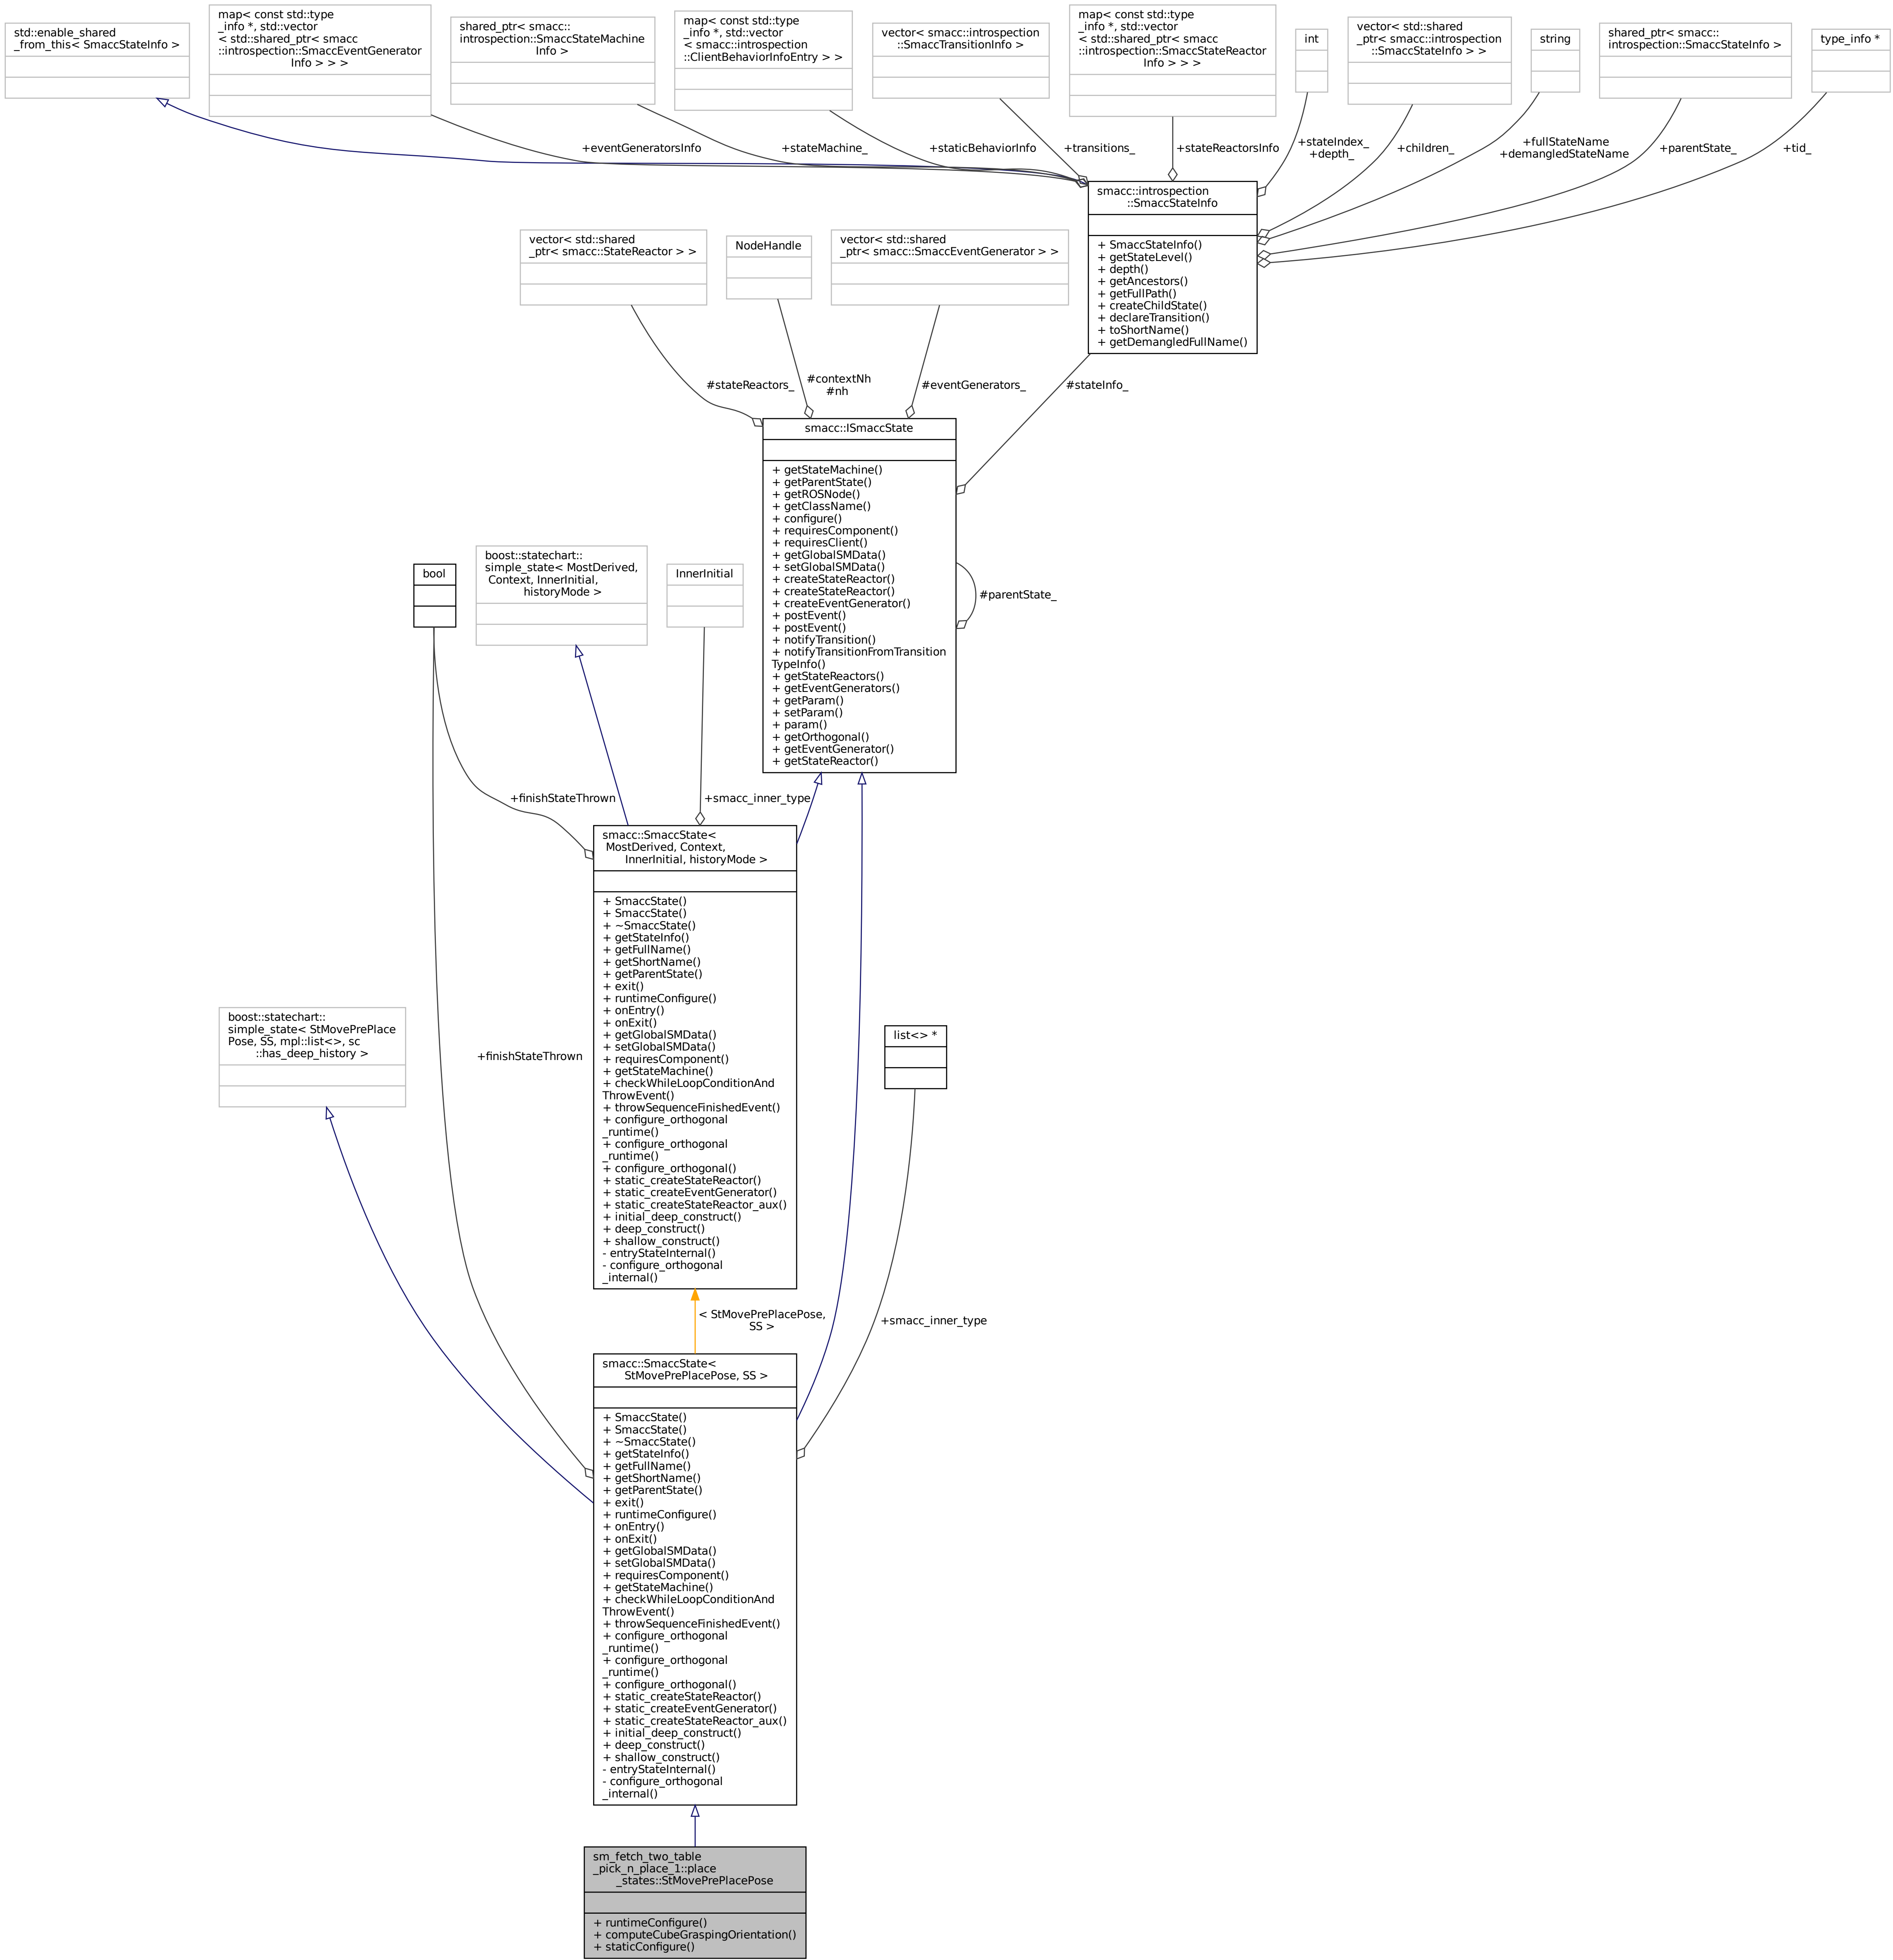 std::enable_shared
_from_this< SmaccStateInfo >
map< const std::type
_info *, std::vector
< std::shared_ptr< smacc
::introspection::SmaccEventGenerator
Info > > >
shared_ptr< smacc::
introspection::SmaccStateMachine
Info >
map< const std::type
_info *, std::vector
< smacc::introspection
::ClientBehaviorInfoEntry > >
vector< smacc::introspection
::SmaccTransitionInfo >
map< const std::type
_info *, std::vector
< std::shared_ptr< smacc
::introspection::SmaccStateReactor
Info > > >
int
vector< std::shared
_ptr< smacc::introspection
::SmaccStateInfo > >
string
shared_ptr< smacc::
introspection::SmaccStateInfo >
type_info *
+eventGeneratorsInfo
+stateMachine_
+staticBehaviorInfo
+transitions_
+stateReactorsInfo
+stateIndex_
+depth_
+children_
+fullStateName
+demangledStateName
+parentState_
+tid_
smacc::introspection
::SmaccStateInfo
+ SmaccStateInfo()
+ getStateLevel()
+ depth()
+ getAncestors()
+ getFullPath()
+ createChildState()
+ declareTransition()
+ toShortName()
+ getDemangledFullName()
vector< std::shared
_ptr< smacc::StateReactor > >
NodeHandle
vector< std::shared
_ptr< smacc::SmaccEventGenerator > >
#stateReactors_
#contextNh
#nh
#eventGenerators_
#stateInfo_
smacc::ISmaccState
+ getStateMachine()
+ getParentState()
+ getROSNode()
+ getClassName()
+ configure()
+ requiresComponent()
+ requiresClient()
+ getGlobalSMData()
+ setGlobalSMData()
+ createStateReactor()
+ createStateReactor()
+ createEventGenerator()
+ postEvent()
+ postEvent()
+ notifyTransition()
+ notifyTransitionFromTransition
TypeInfo()
+ getStateReactors()
+ getEventGenerators()
+ getParam()
+ setParam()
+ param()
+ getOrthogonal()
+ getEventGenerator()
+ getStateReactor()
#parentState_
bool
boost::statechart::
simple_state< MostDerived,
Context, InnerInitial,
historyMode >
InnerInitial
+finishStateThrown
+smacc_inner_type
smacc::SmaccState<
MostDerived, Context,
InnerInitial, historyMode >
+ SmaccState()
+ SmaccState()
+ ~SmaccState()
+ getStateInfo()
+ getFullName()
+ getShortName()
+ getParentState()
+ exit()
+ runtimeConfigure()
+ onEntry()
+ onExit()
+ getGlobalSMData()
+ setGlobalSMData()
+ requiresComponent()
+ getStateMachine()
+ checkWhileLoopConditionAnd
ThrowEvent()
+ throwSequenceFinishedEvent()
+ configure_orthogonal
_runtime()
+ configure_orthogonal
_runtime()
+ configure_orthogonal()
+ static_createStateReactor()
+ static_createEventGenerator()
+ static_createStateReactor_aux()
+ initial_deep_construct()
+ deep_construct()
+ shallow_construct()
- entryStateInternal()
- configure_orthogonal
_internal()
boost::statechart::
simple_state< StMovePrePlace
Pose, SS, mpl::list<>, sc
::has_deep_history >
+finishStateThrown
list<> *
< StMovePrePlacePose,
SS >
+smacc_inner_type
smacc::SmaccState<
StMovePrePlacePose, SS >
+ SmaccState()
+ SmaccState()
+ ~SmaccState()
+ getStateInfo()
+ getFullName()
+ getShortName()
+ getParentState()
+ exit()
+ runtimeConfigure()
+ onEntry()
+ onExit()
+ getGlobalSMData()
+ setGlobalSMData()
+ requiresComponent()
+ getStateMachine()
+ checkWhileLoopConditionAnd
ThrowEvent()
+ throwSequenceFinishedEvent()
+ configure_orthogonal
_runtime()
+ configure_orthogonal
_runtime()
+ configure_orthogonal()
+ static_createStateReactor()
+ static_createEventGenerator()
+ static_createStateReactor_aux()
+ initial_deep_construct()
+ deep_construct()
+ shallow_construct()
- entryStateInternal()
- configure_orthogonal
_internal()
sm_fetch_two_table
_pick_n_place_1::place
_states::StMovePrePlacePose
+ runtimeConfigure()
+ computeCubeGraspingOrientation()
+ staticConfigure()